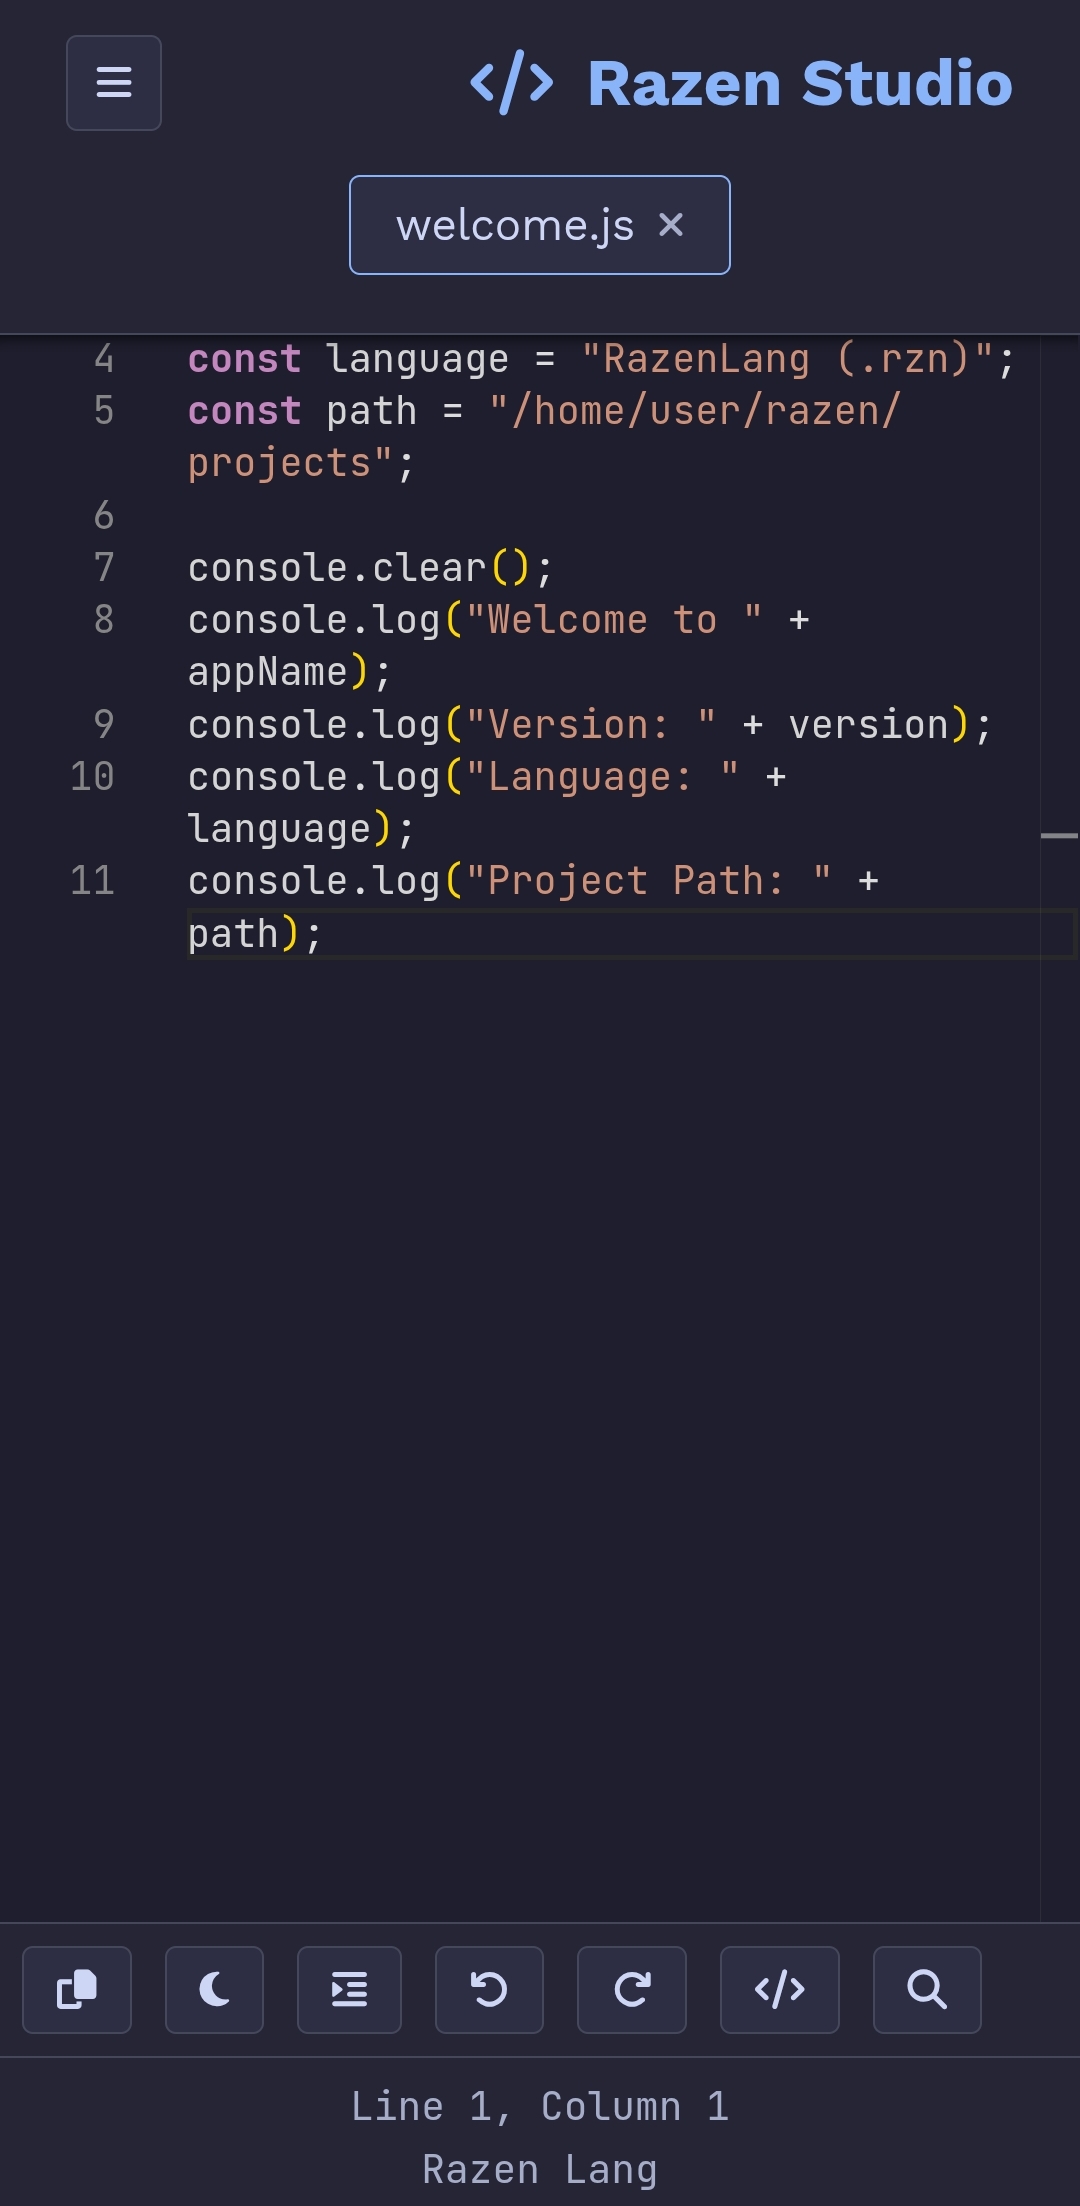 Razen Studio
welcome.js
4 const language = "RazenLang (.rzn)";
5 const path = "/home/user/razen/
projects";
6
7 console.clear();
8 console.log("Welcome to " +
appName);
9 console.log("Version: " + version);
10 console.log("Language: " +
language);
11 console.log("Project Path: " +
path);
Line 1, Column 1
Razen Lang